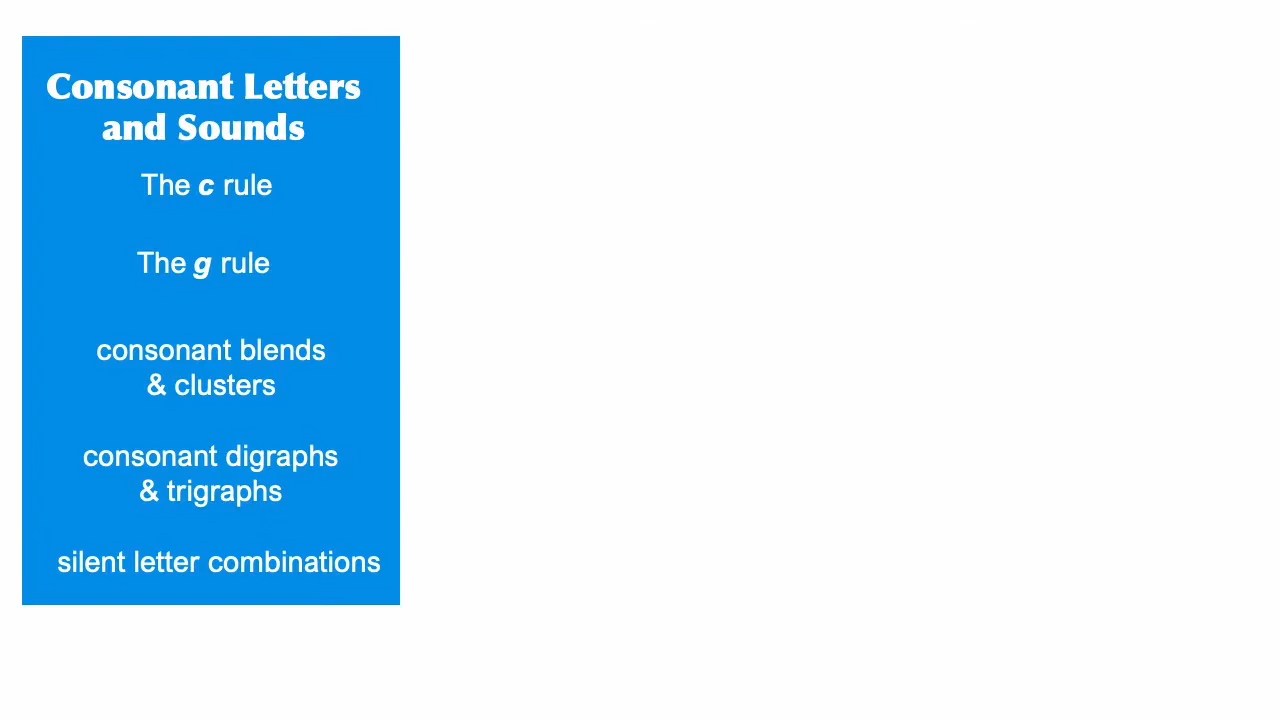 Consonant Letters
and Sounds
The c rule
The g rule
consonant blends
& clusters
consonant digraphs
& trigraphs
silent letter combinations